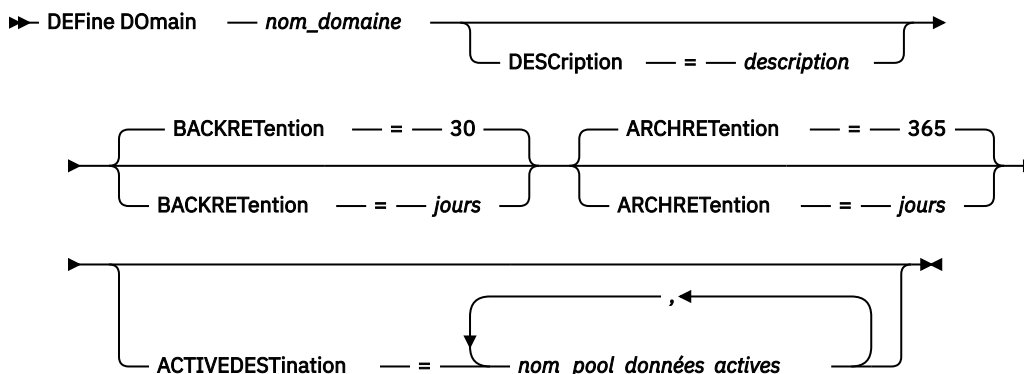 DEFine DOmain nom_domaine
DESCription = description
BACKRETention = 30 ARCHRETention = 365
BACKRETention = jours ARCHRETention = jours
,
ACTIVEDESTination = nom_pool_données_actives